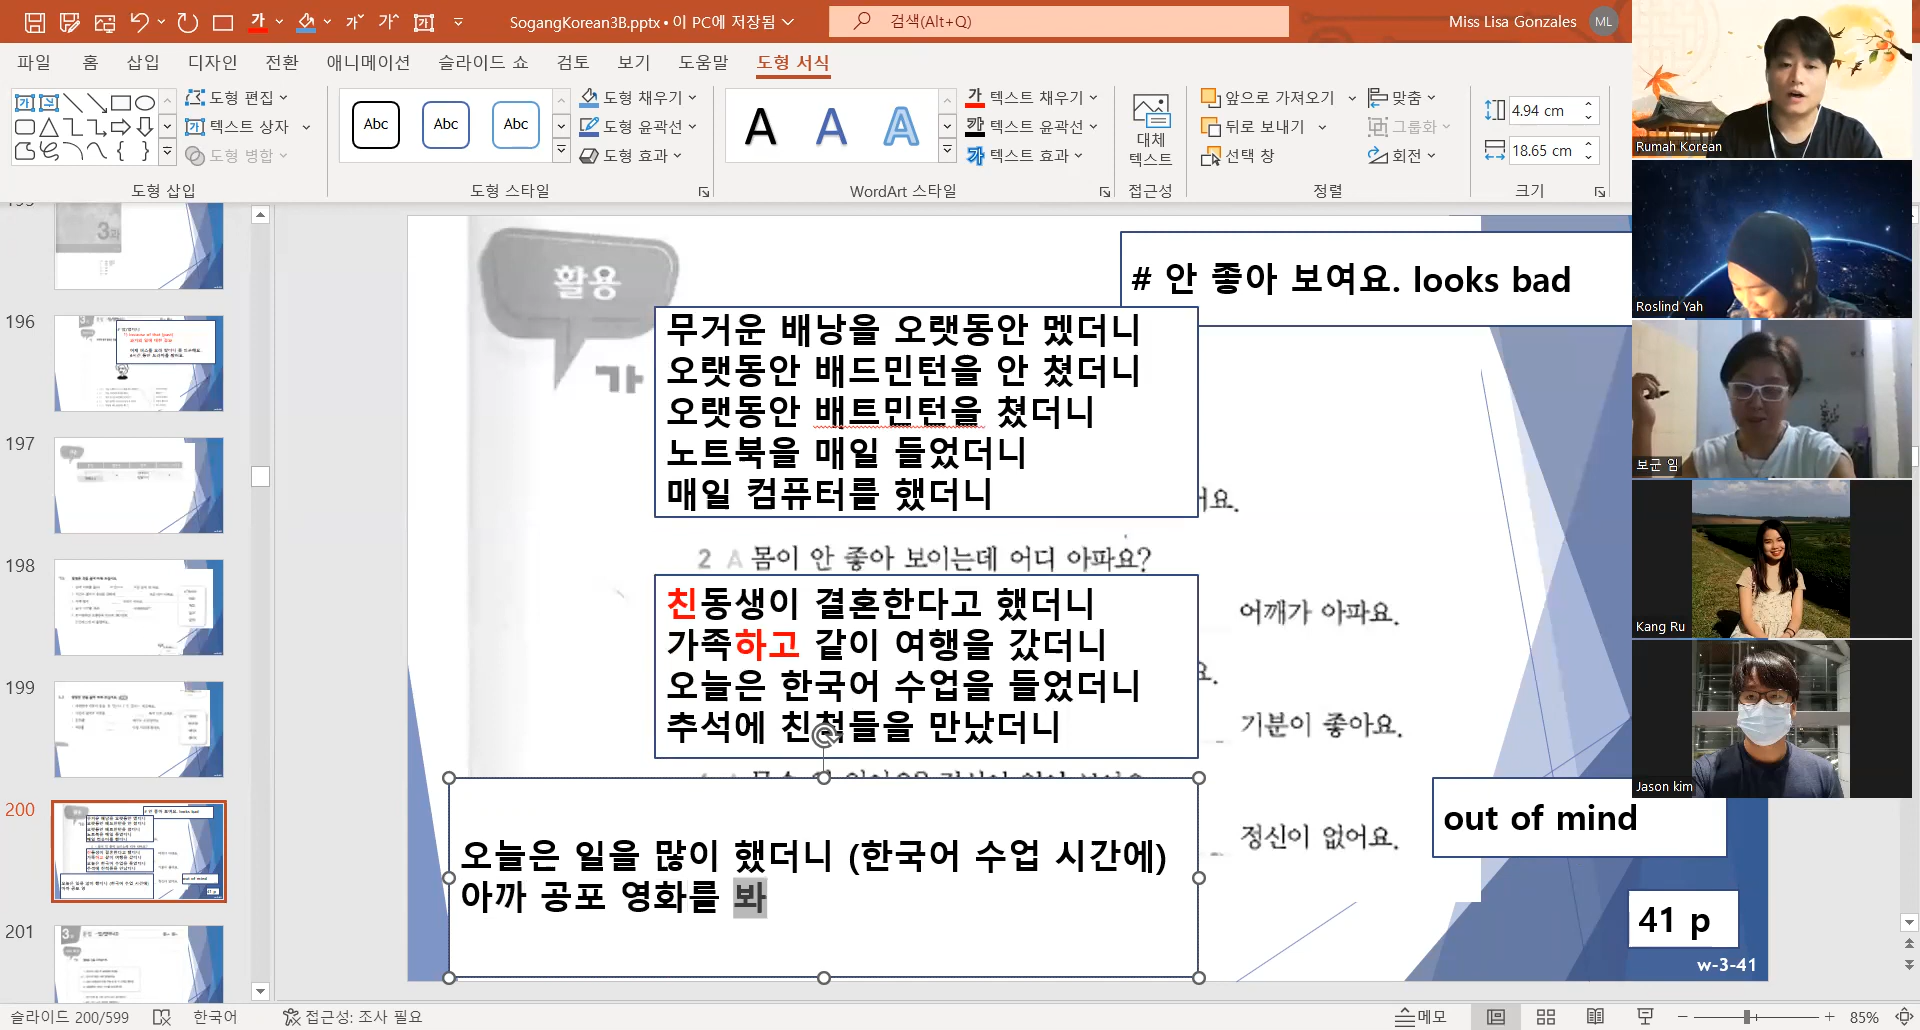 SogangKorean3B.pptx • 이 PC에 저장됨
검색(Alt+Q)
Miss Lisa Gonzales
ML
파일 홈 삽입 디자인 전환 애니메이션 슬라이드 쇼 검토 보기 도움말 도형 서식
도형 편집
텍스트 상자
도형 병합
도형 삽입
Abc Abc Abc
도형 채우기
도형 윤곽선
도형 효과
도형 스타일
A A A
텍스트 채우기
텍스트 윤곽선
텍스트 효과
WordArt 스타일
대체
텍스트
접근성
앞으로 가져오기
뒤로 보내기
선택 창
맞춤
그룹화
회전
정렬
4.94 cm
18.65 cm
크기
196
197
198
199
200
201
활용
가
# 안 좋아 보여요. looks bad
무거운 배낭을 오랫동안 멨더니
오랫동안 배드민턴을 안 쳤더니
오랫동안 배트민턴을 쳤더니
노트북을 매일 들었더니
매일 컴퓨터를 했더니
요.
2 A 몸이 안 좋아 보이는데 어디 아파요?
어깨가 아파요.
친동생이 결혼한다고 했더니
가족하고 같이 여행을 갔더니
오늘은 한국어 수업을 들었더니
추석에 친척들을 만났더니
기분이 좋아요.
오늘은 일을 많이 했더니 (한국어 수업 시간에)
아까 공포 영화를 봐
정신이 없어요.
out of mind
41 p
w-3-41
Rumah Korean
Roslind Yah
보군 임
Kang Ru
Jason kim
슬라이드 200/599
한국어
접근성: 조사 필요
메모
85%